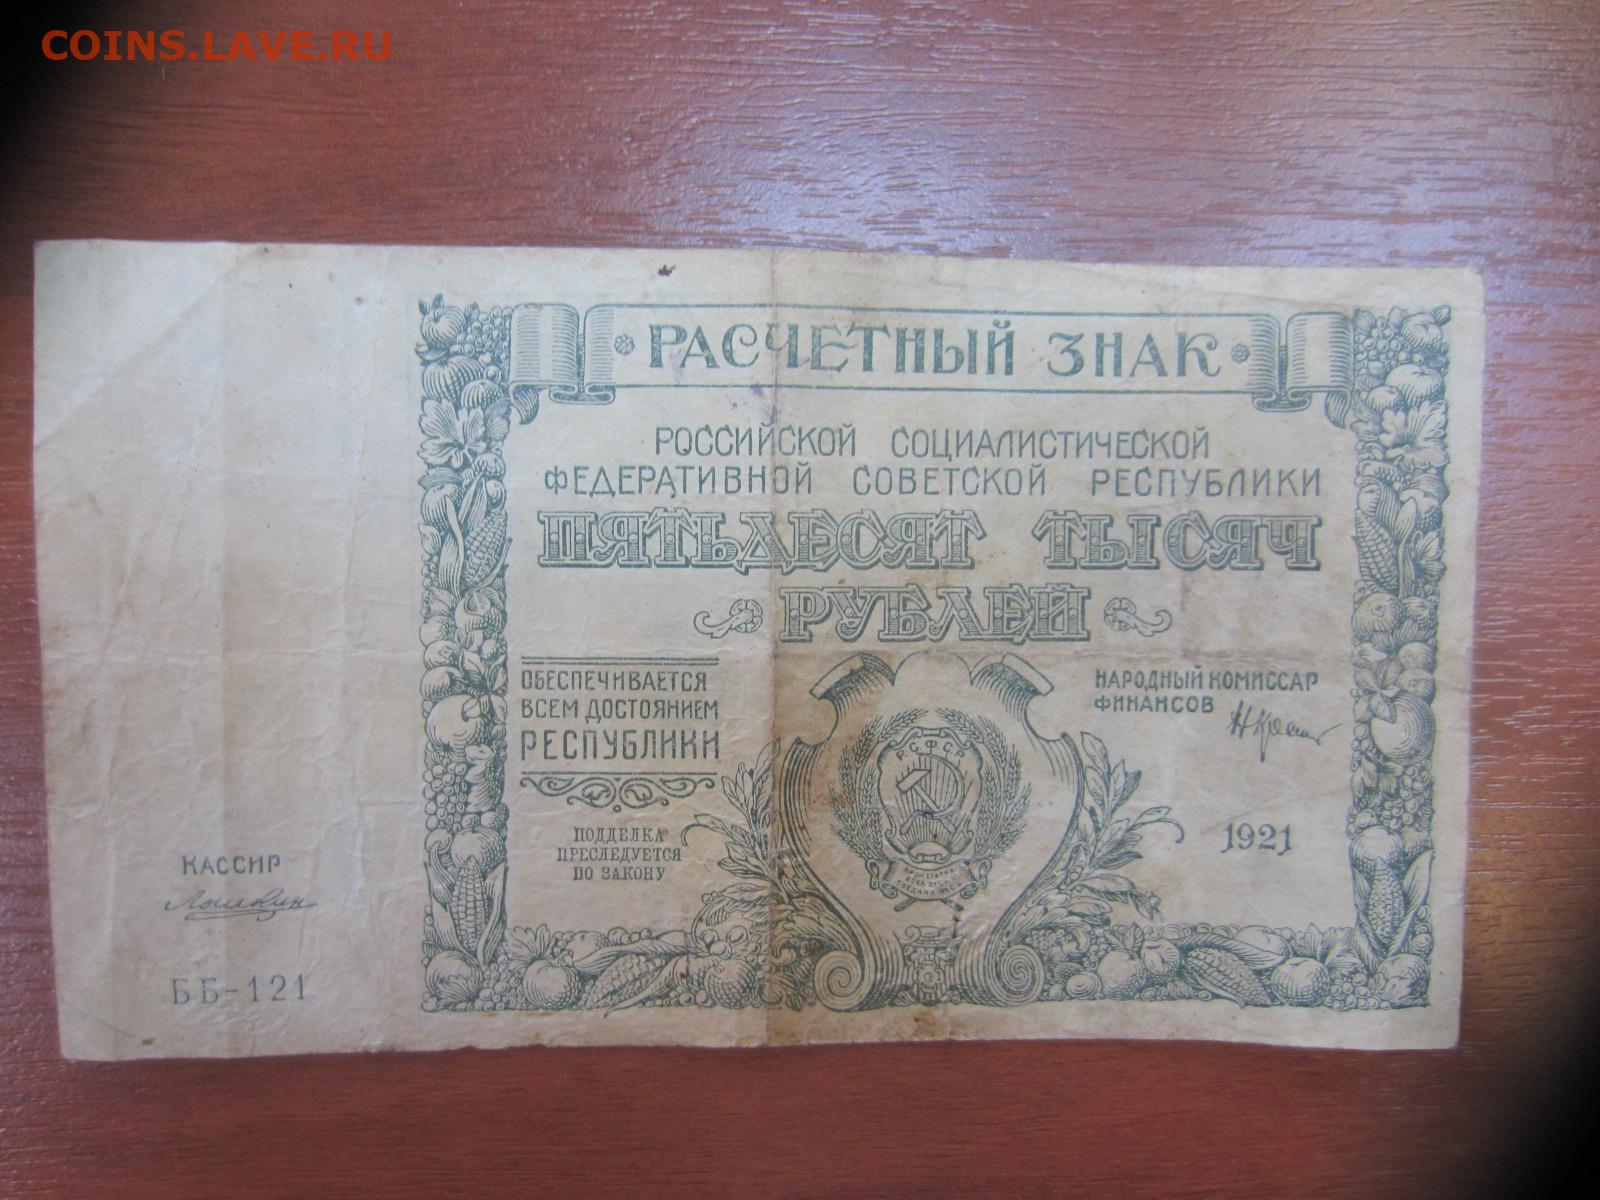 COINS.LAVE.RU
РАСЧЕТНЫЙ ЗНАК
РОССИЙСКОЙ СОЦИАЛИСТИЧЕСКОЙ
ФЕДЕРАТИВНОЙ СОВЕТСКОЙ РЕСПУБЛИКИ
ПЯТЬДЕСЯТ ТЫСЯЧ
РУБЛЕЙ
ОБЕСПЕЧИВАЕТСЯ
ВСЕМ ДОСТОЯНИЕМ
РЕСПУБЛИКИ
ПОДДЕЛКА
ПРЕСЛЕДУЕТСЯ
ПО ЗАКОНУ
Р.С.Ф.С.Р.
НАРОДНЫЙ КОМИССАР
ФИНАНСОВ
1921
КАССИР
ББ-121